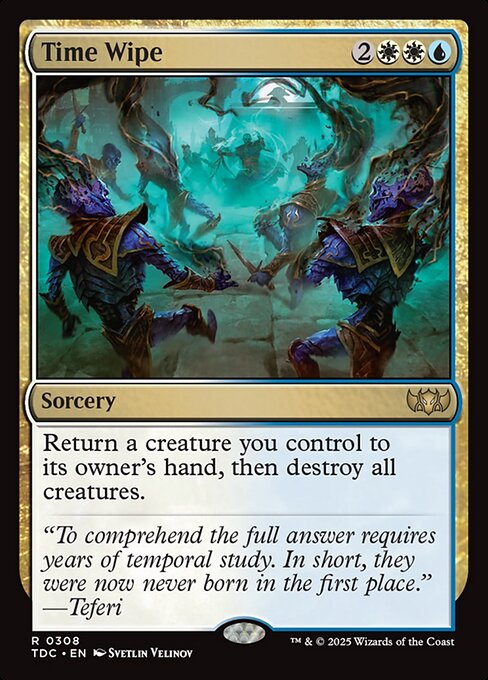 Time Wipe 2
Sorcery
Return a creature you control to
its owner's hand, then destroy all
creatures.
“To comprehend the full answer requires
years of temporal study. In short, they
were now never born in the first place.”
—Teferi
R 0308
TDC • EN Svetlin Velinov
™ & © 2025 Wizards of the Coast